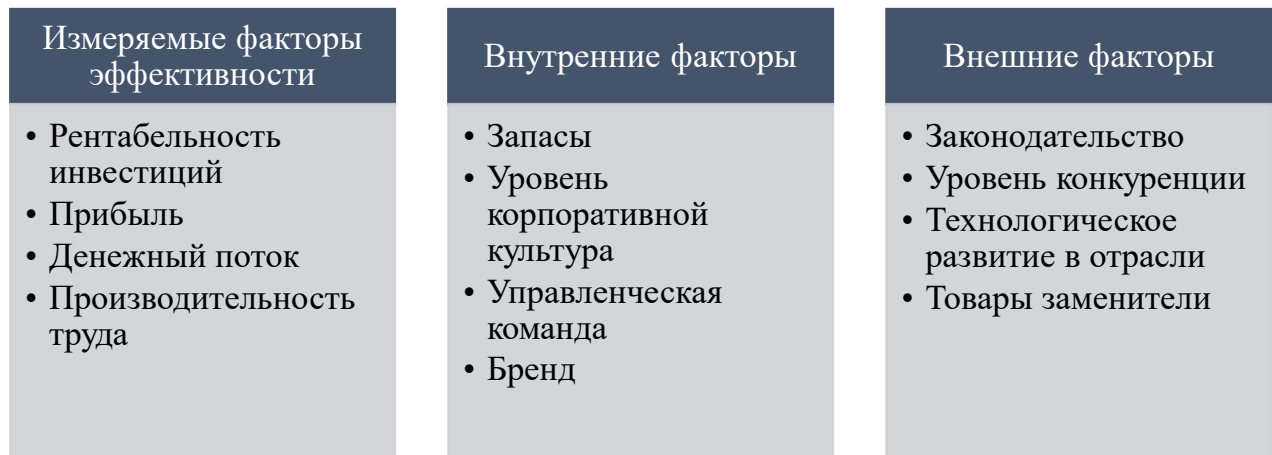 Измеряемые факторы
эффективности
• Рентабельность
инвестиций
• Прибыль
• Денежный поток
• Производительность
труда
Внутренние факторы
• Запасы
• Уровень
корпоративной
культура
• Управленческая
команда
• Бренд
Внешние факторы
• Законодательство
• Уровень конкуренции
• Технологическое
развитие в отрасли
• Товары заменители